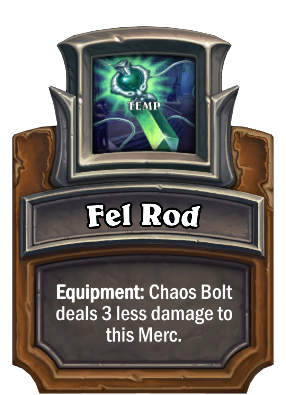 TEMP
Fel Rod
Equipment: Chaos Bolt
deals 3 less damage to
this Merc.